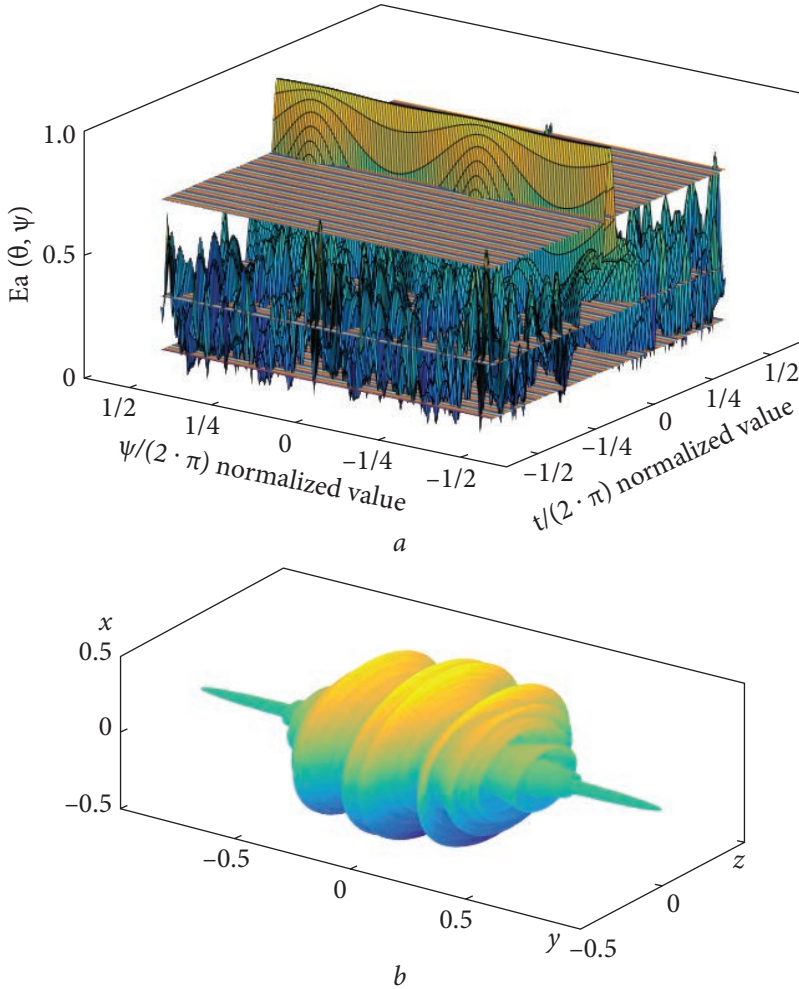 1.0
Ea (θ, ψ)
0.5
0
1/2
1/4
0
–1/4
–1/2
ψ/(2 · π) normalized value
–1/2
–1/4
0
1/4
1/2
t/(2 · π) normalized value
a
x
0.5
0
–0.5
–0.5
0
0.5
y
–0.5
0
z
b